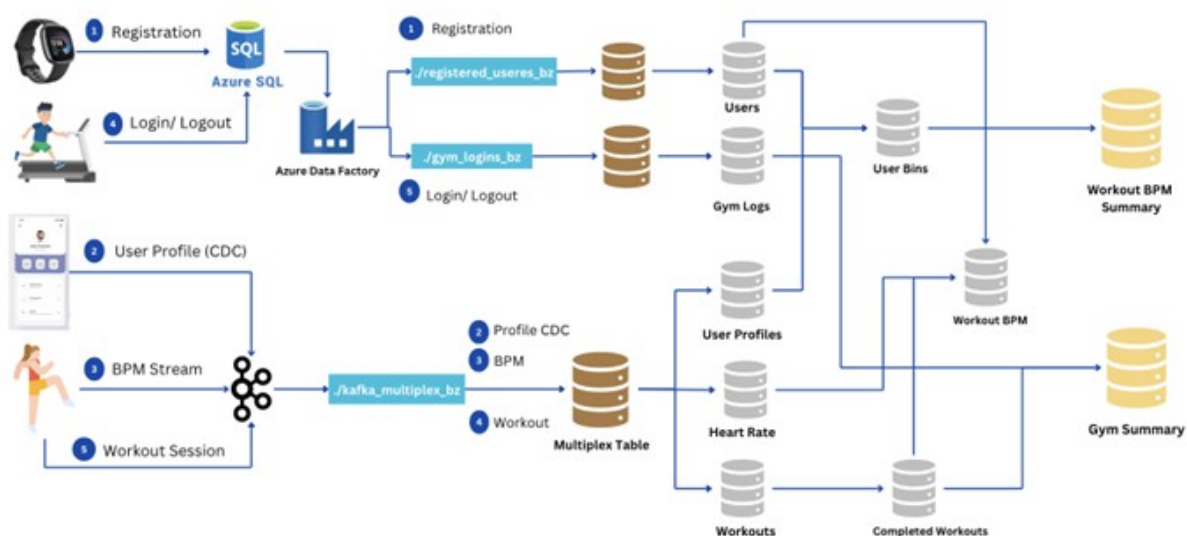 1 Registration
SQL
Azure SQL
4 Login/ Logout
Azure Data Factory
1 Registration
./registered_useres_bz
./gym_logins_bz
5 Login/ Logout
Users
Gym Logs
User Bins
Workout BPM
Summary
2 User Profile (CDC)
3 BPM Stream
5 Workout Session
./kafka_multiplex_bz
2 Profile CDC
3 BPM
4 Workout
Multiplex Table
User Profiles
Heart Rate
Workouts
Workout BPM
Completed Workouts
Gym Summary